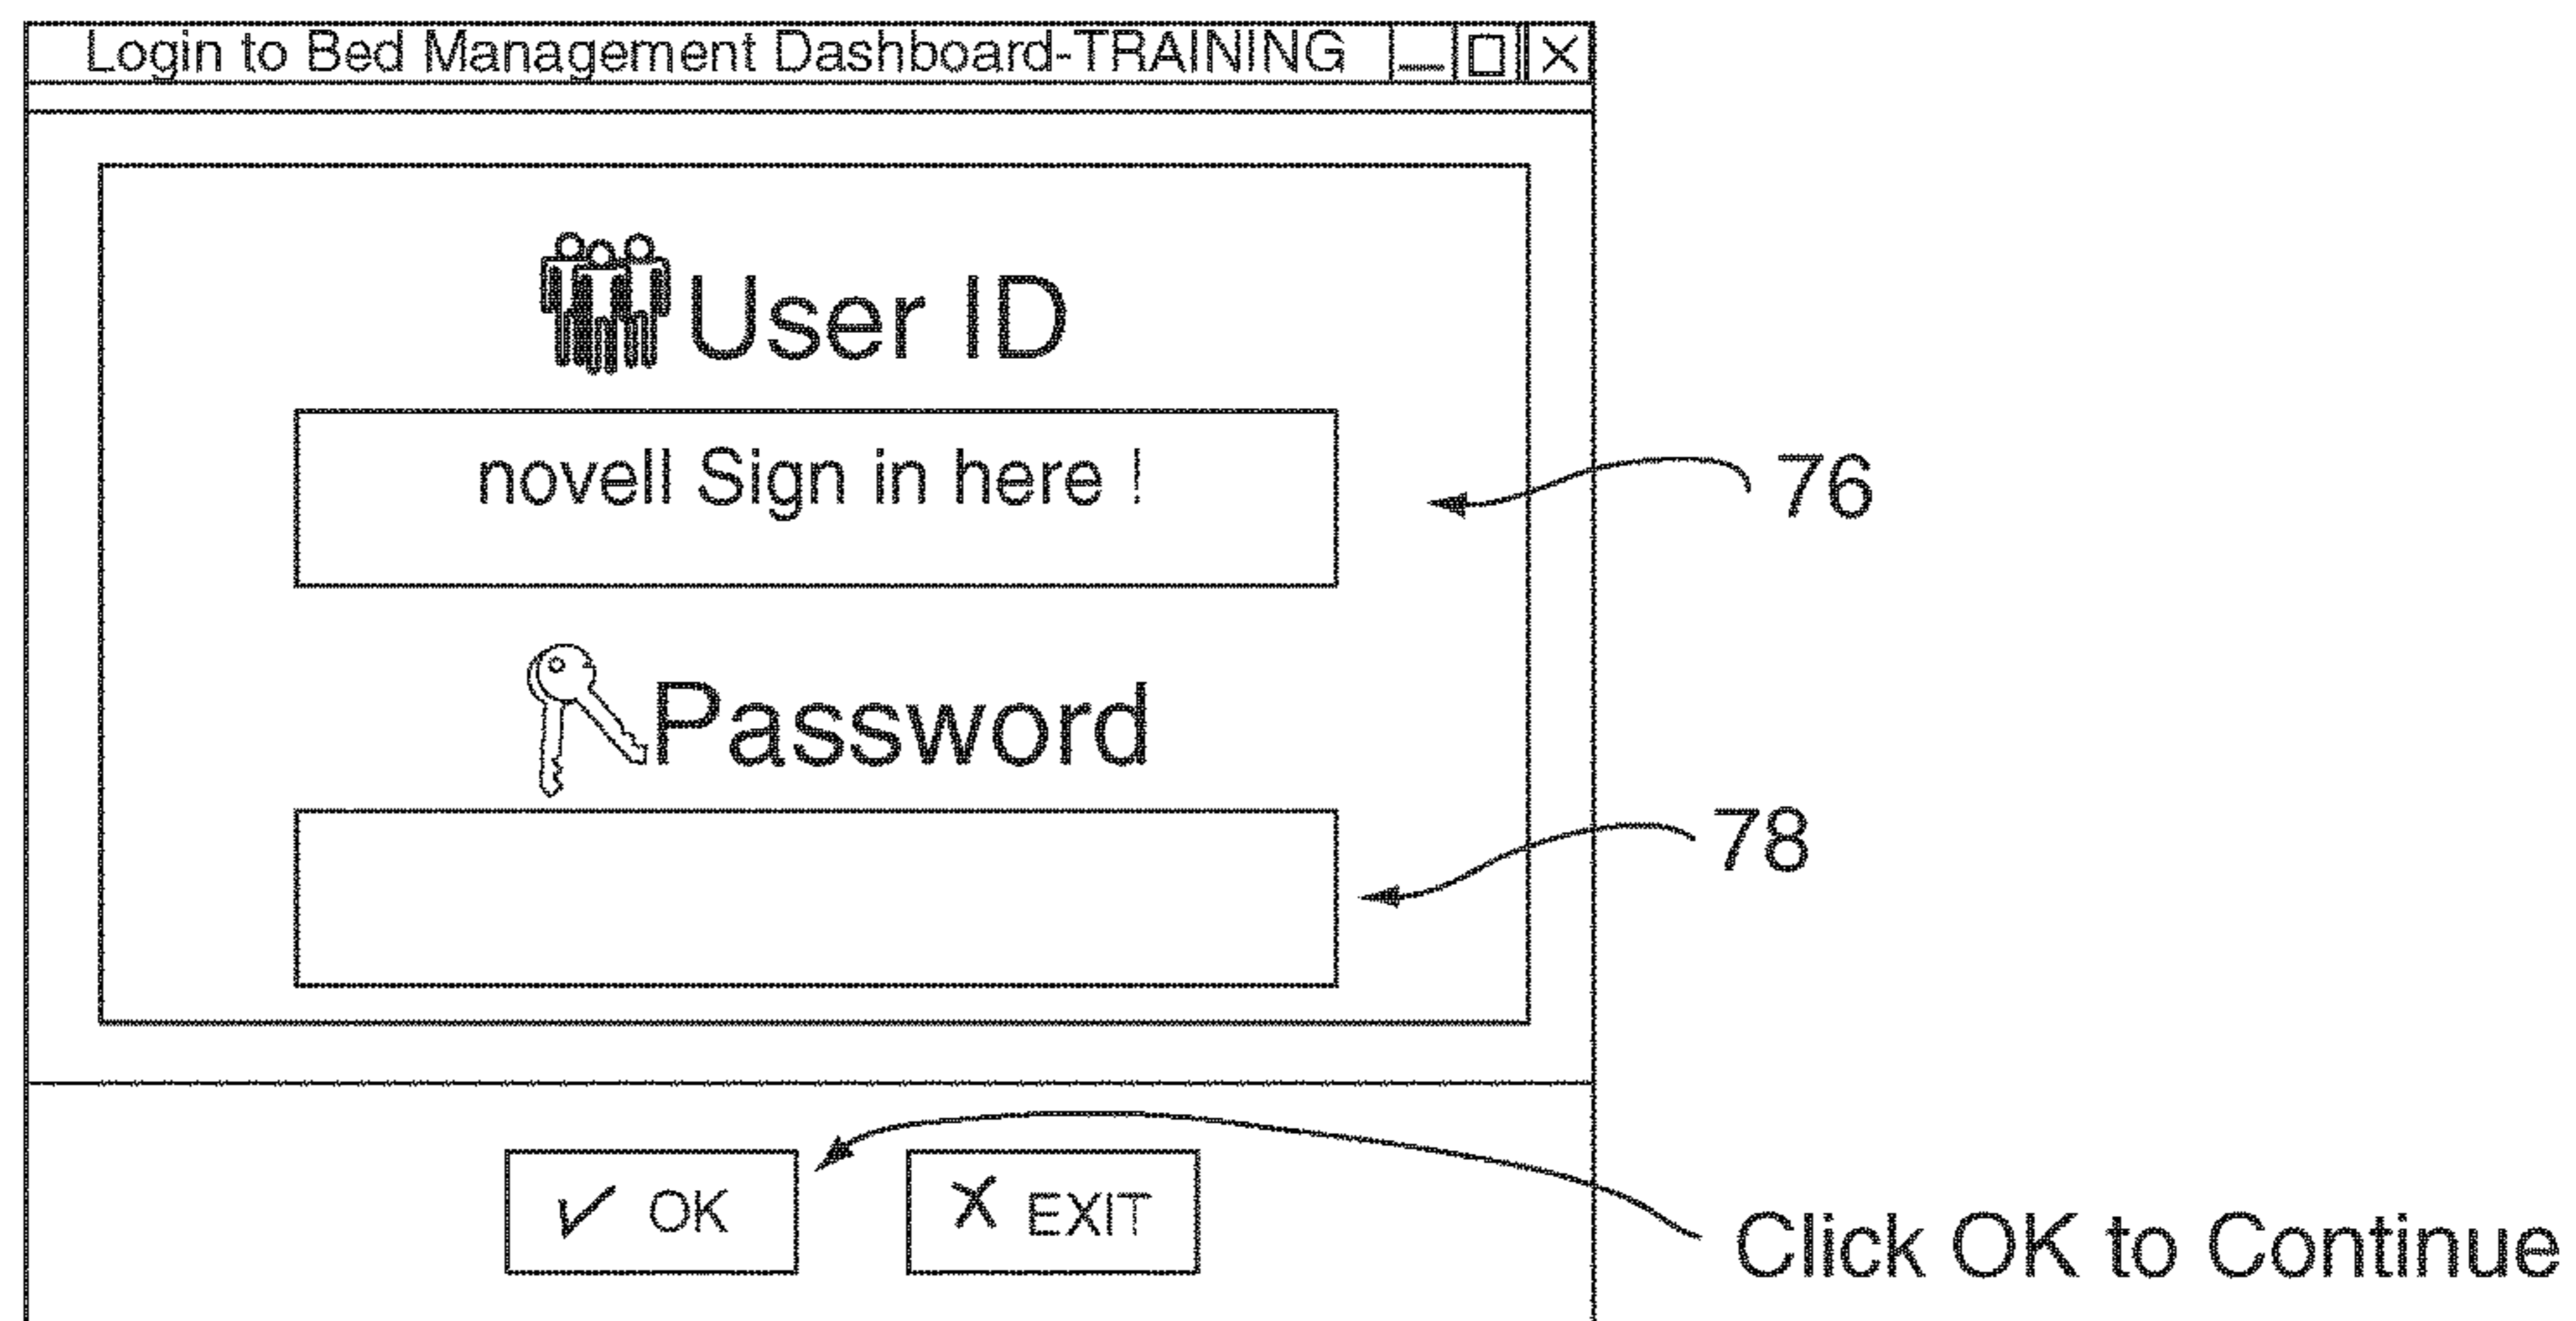 Login to Bed Management Dashboard-TRAINING
User ID
novell Sign in here !
76
Password
78
OK
EXIT
Click OK to Continue